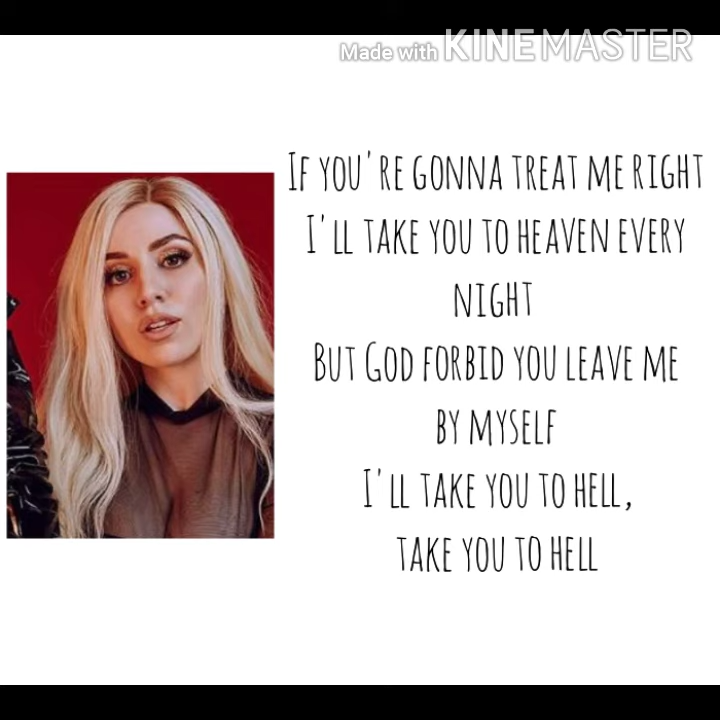 Made with KINEMASTER
IF YOU'RE GONNA TREAT ME RIGHT
I'LL TAKE YOU TO HEAVEN EVERY
NIGHT
BUT GOD FORBID YOU LEAVE ME
BY MYSELF
I'LL TAKE YOU TO HELL,
TAKE YOU TO HELL